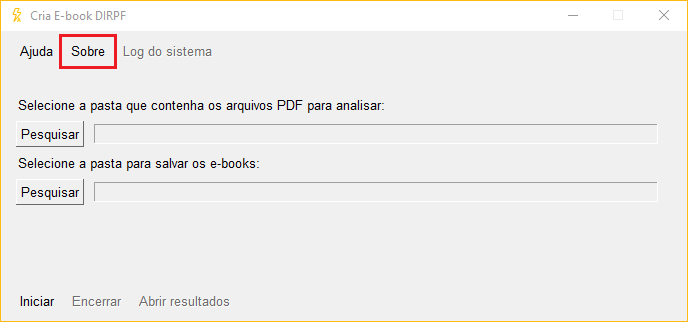 Cria E-book DIRPF
Ajuda Sobre Log do sistema
Selecione a pasta que contenha os arquivos PDF para analisar:
Pesquisar
Selecione a pasta para salvar os e-books:
Pesquisar
Iniciar Encerrar Abrir resultados